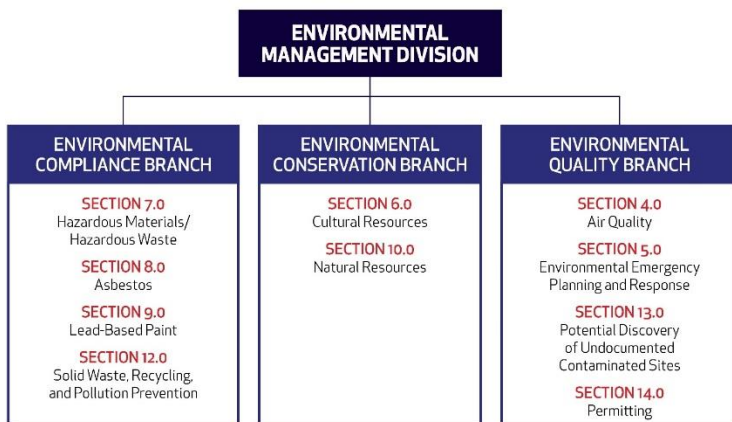 ENVIRONMENTAL
MANAGEMENT DIVISION
ENVIRONMENTAL
COMPLIANCE BRANCH
SECTION 7.0
Hazardous Materials/
Hazardous Waste
SECTION 8.0
Asbestos
SECTION 9.0
Lead-Based Paint
SECTION 12.0
Solid Waste, Recycling,
and Pollution Prevention
ENVIRONMENTAL
CONSERVATION BRANCH
SECTION 6.0
Cultural Resources
SECTION 10.0
Natural Resources
ENVIRONMENTAL
QUALITY BRANCH
SECTION 4.0
Air Quality
SECTION 5.0
Environmental Emergency
Planning and Response
SECTION 13.0
Potential Discovery
of Undocumented
Contaminated Sites
SECTION 14.0
Permitting